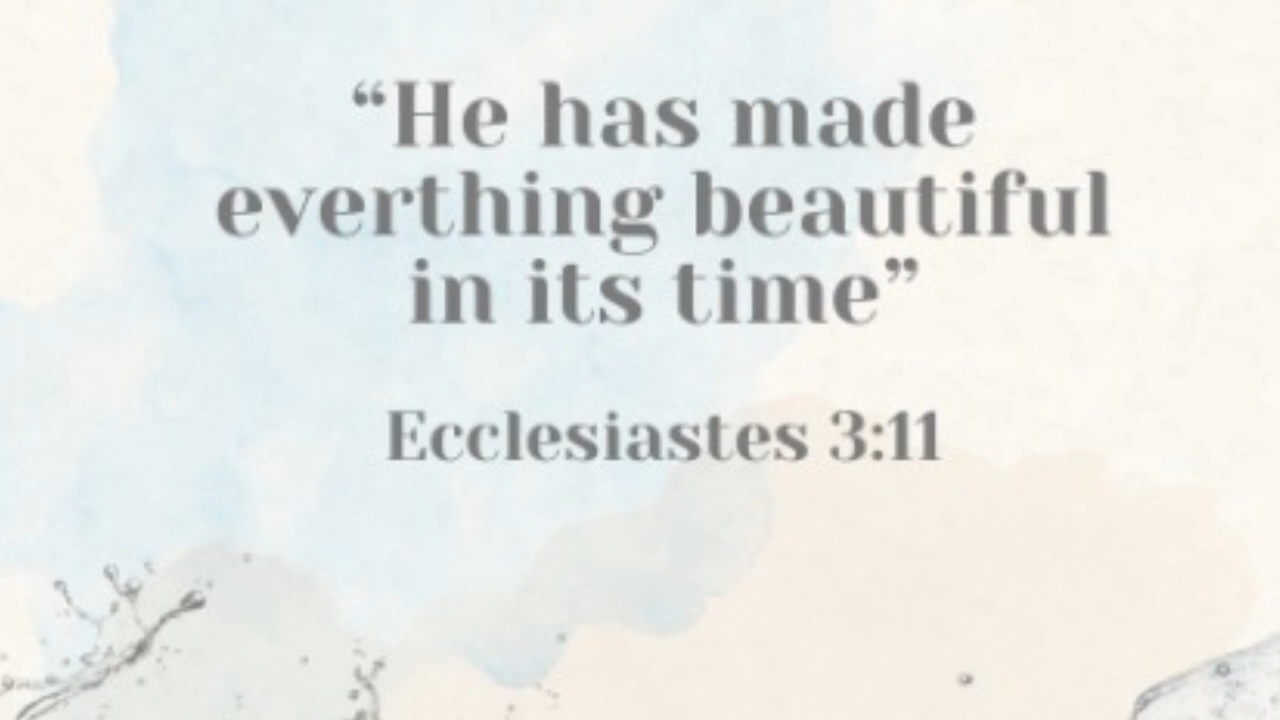 “He has made
everthing beautiful
in its time”
Ecclesiastes 3:11